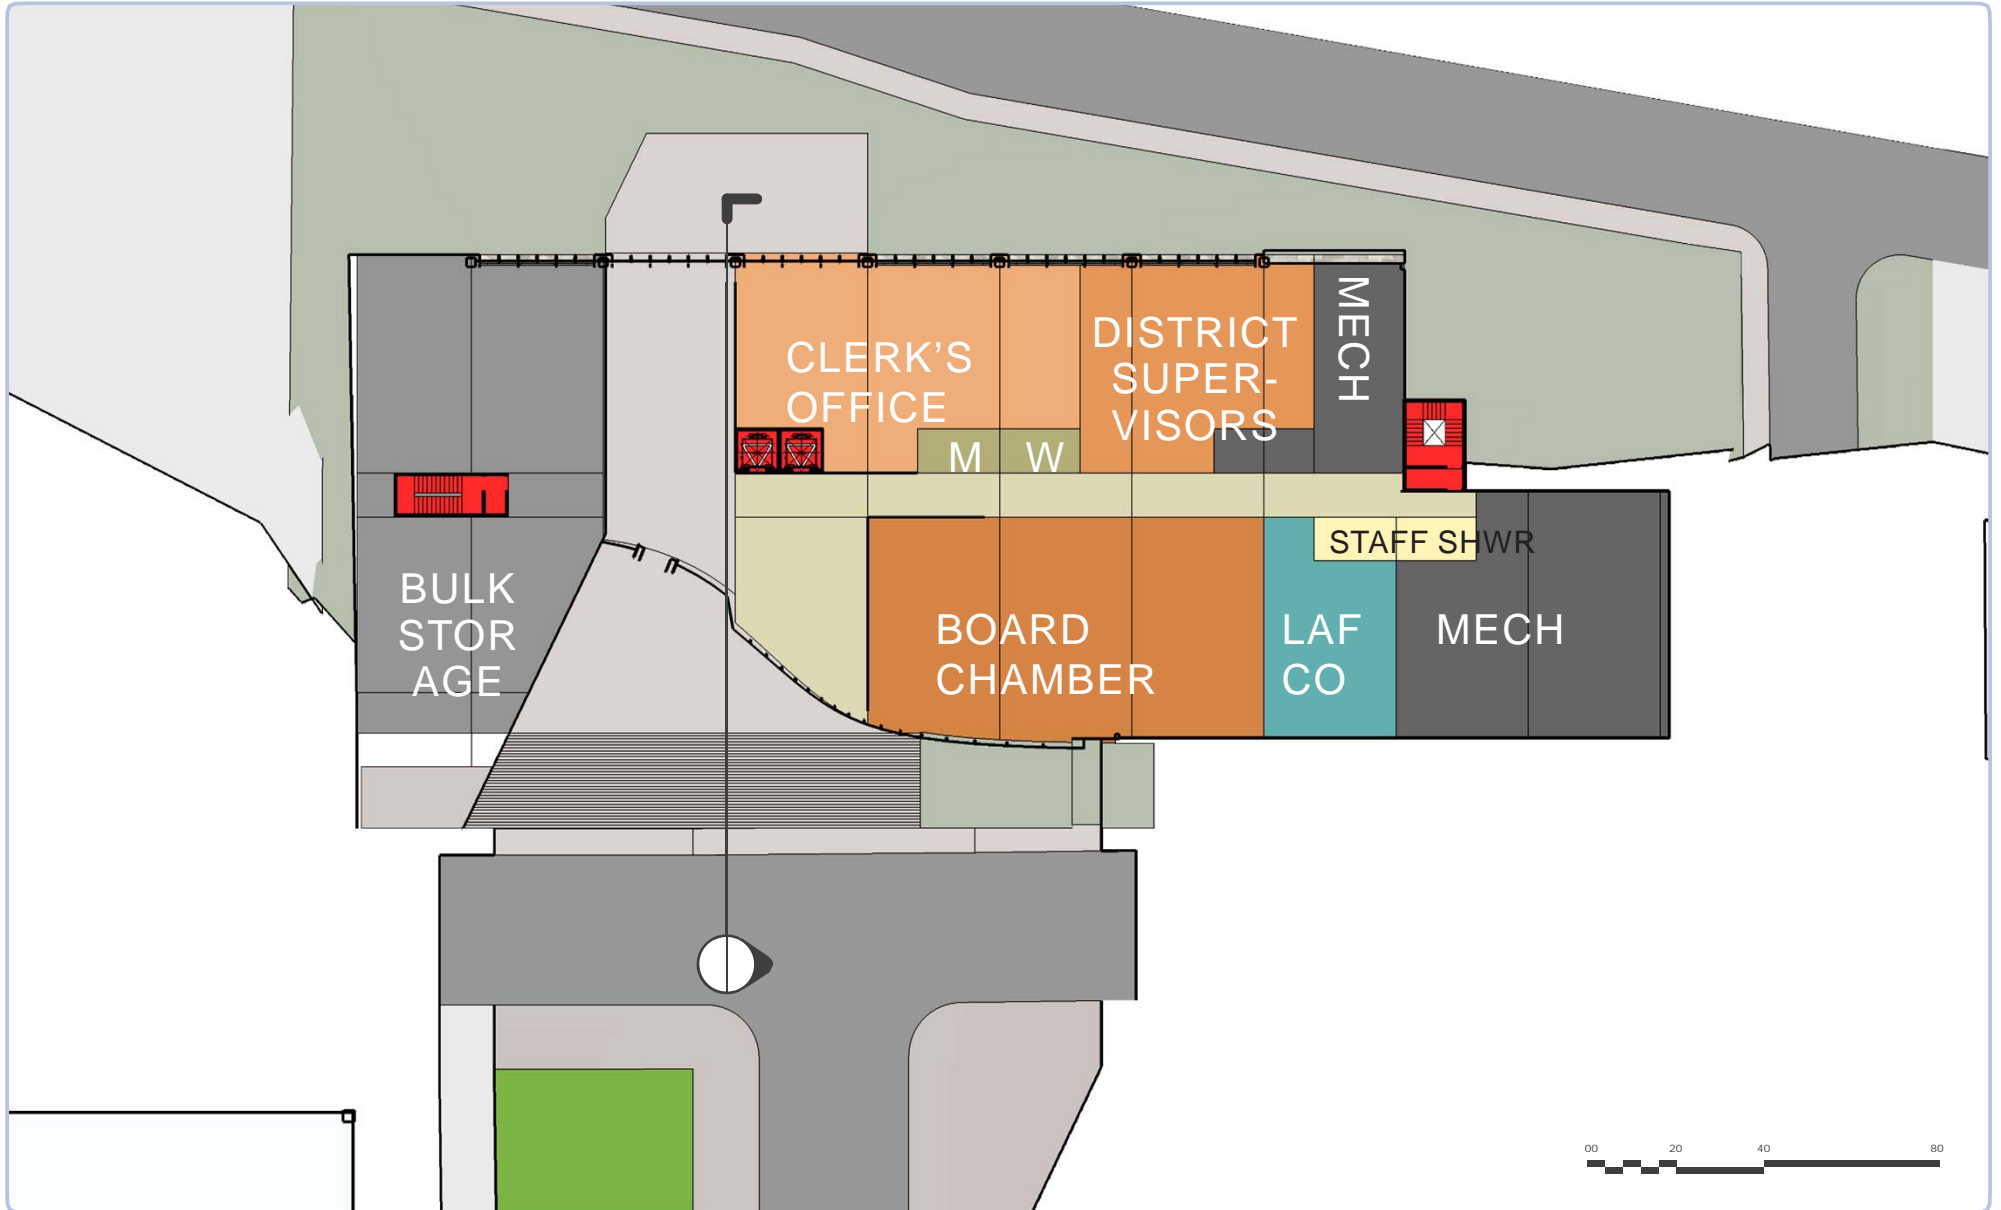 CLERK'S
OFFICE
DISTRICT
SUPER-
VISORS
MECH
M W
STAFF SHWR
BULK
STOR
AGE
BOARD
CHAMBER
LAF
CO
MECH
00 20 40 80